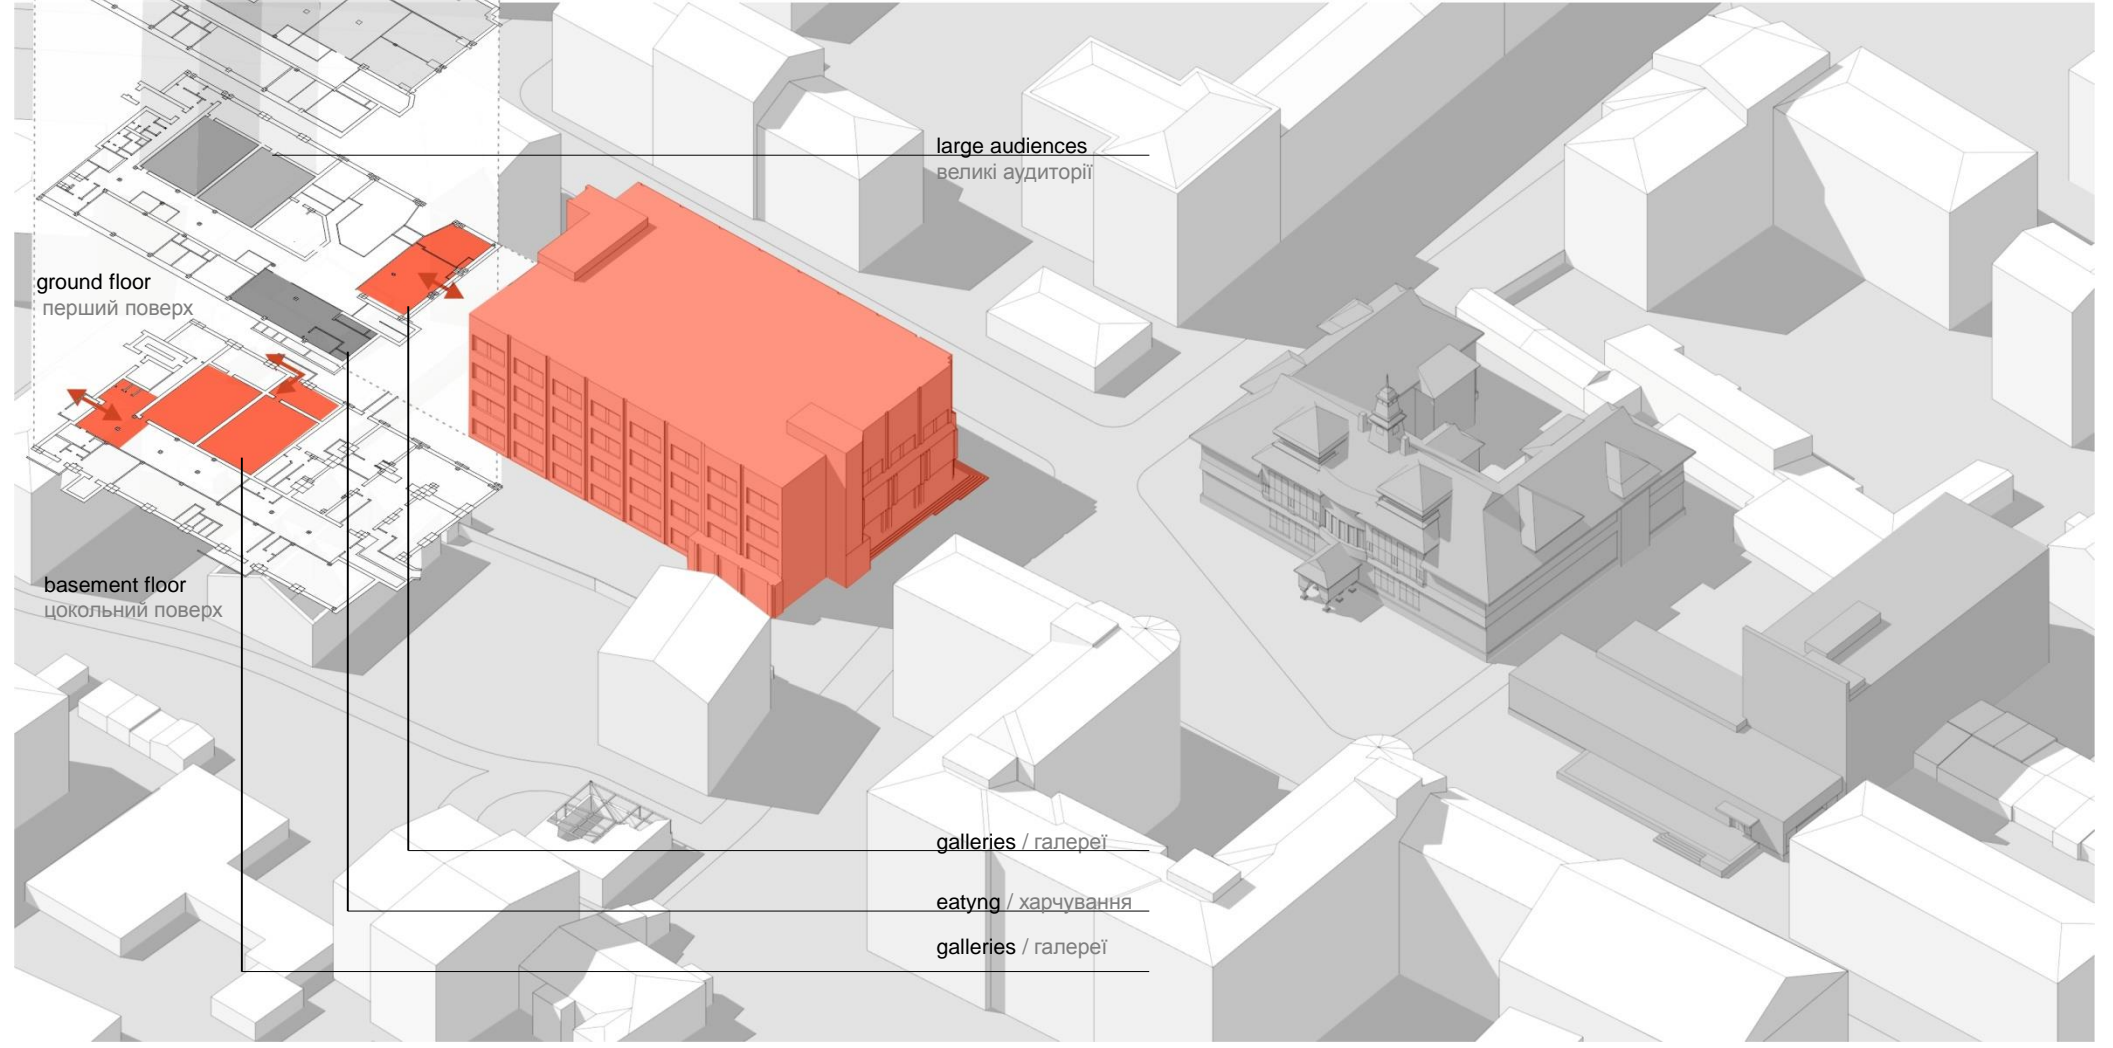 large audiences
великі аудиторії
ground floor
перший поверх
basement floor
цокольний поверх
galleries / галереї
eatyng / харчування
galleries / галереї